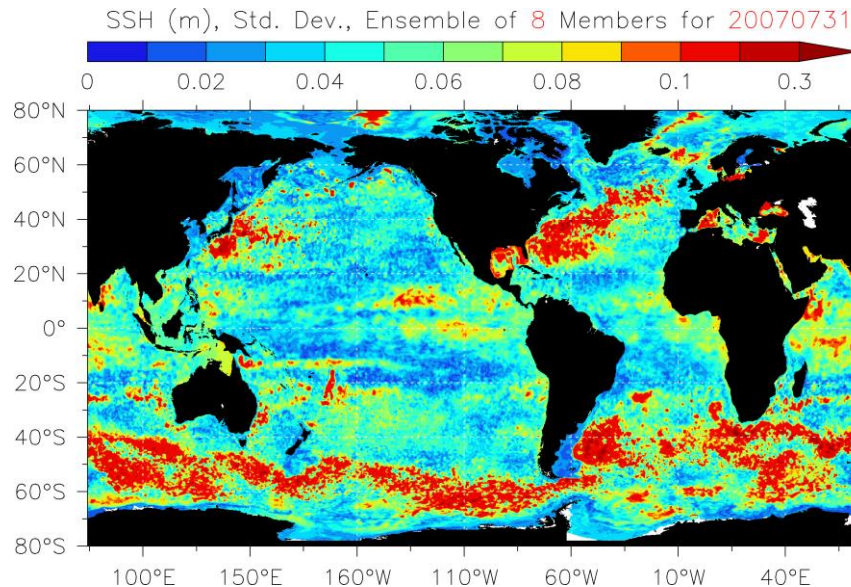 SSH (m), Std. Dev., Ensemble of 8 Members for 20070731
0 0.02 0.04 0.06 0.08 0.1 0.3
80°N
60°N
40°N
20°N
0°
20°S
40°S
60°S
80°S
100°E 150°E 160°W 110°W 60°W 10°W 40°E